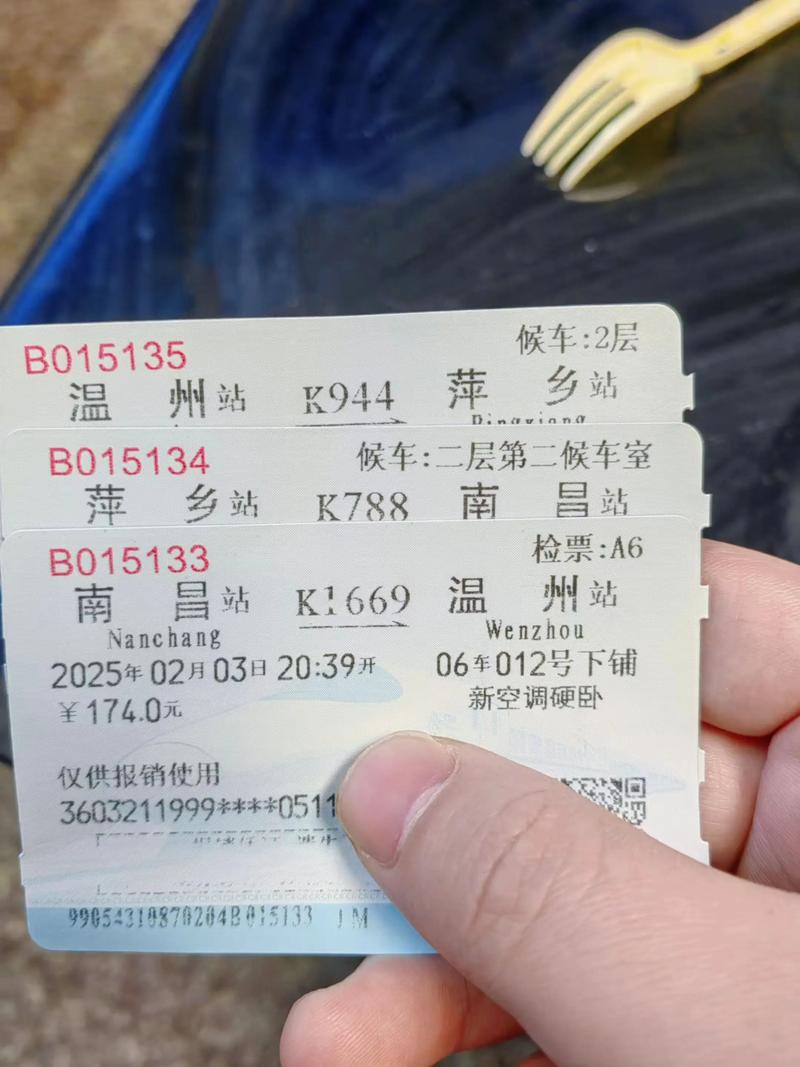 B015135 候车:2层
温州站 K944 萍乡站
Pingxiang
B015134 候车:二层第二候车室
萍乡站 K788 南昌站
B015133 检票:A6
南昌站 K1669 温州站
Nanchang Wenzhou
2025年02月03日20:39开 06车012号下铺
￥174.0元 新空调硬卧
仅供报销使用
3603211999****0511
99054310870204B015133 JM